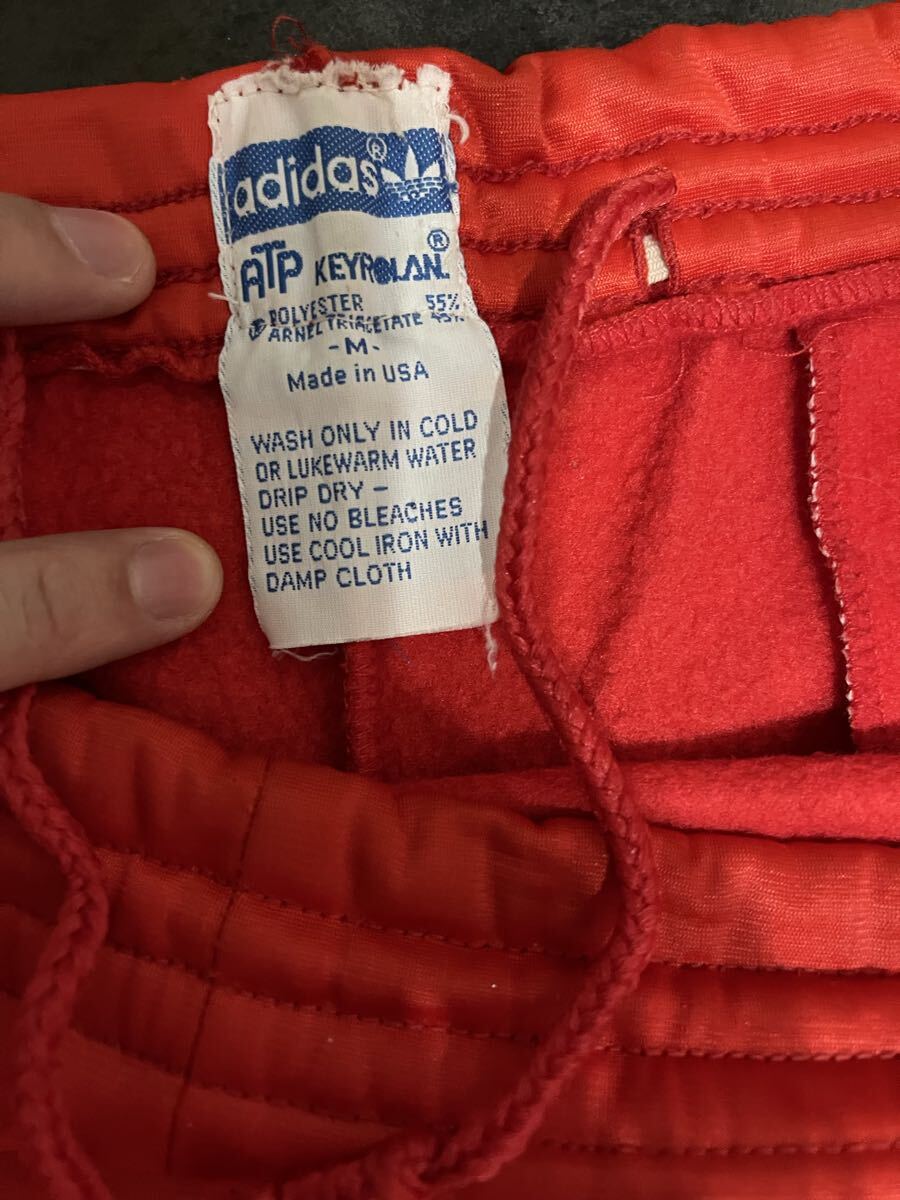 adidas®
ATP KEYROLAN®
POLYESTER 55%
ARNEL TRIACETATE 45%
- M -
Made in USA
WASH ONLY IN COLD
OR LUKEWARM WATER
DRIP DRY -
USE NO BLEACHES
USE COOL IRON WITH
DAMP CLOTH